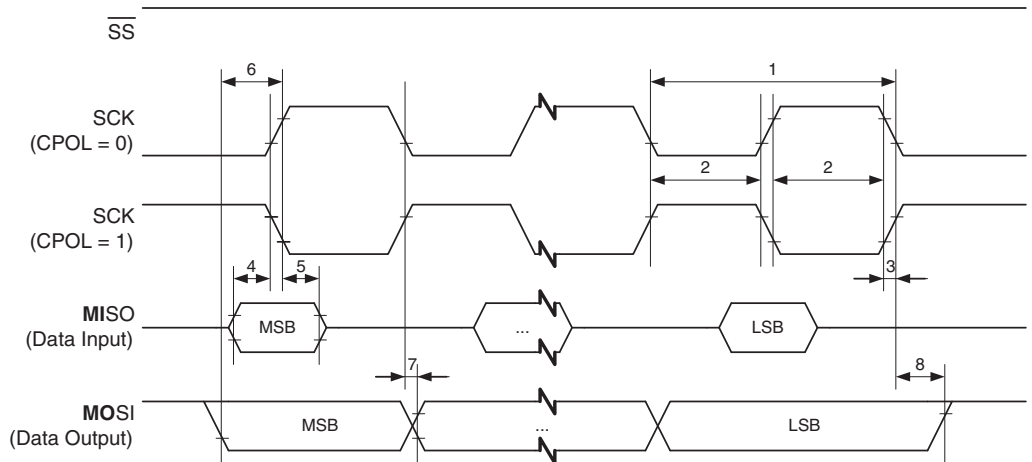 SS
6
1
SCK
(CPOL = 0)
2
2
SCK
(CPOL = 1)
4
5
3
MISO
(Data Input)
MSB
...
LSB
7
8
MOSI
(Data Output)
MSB
...
LSB